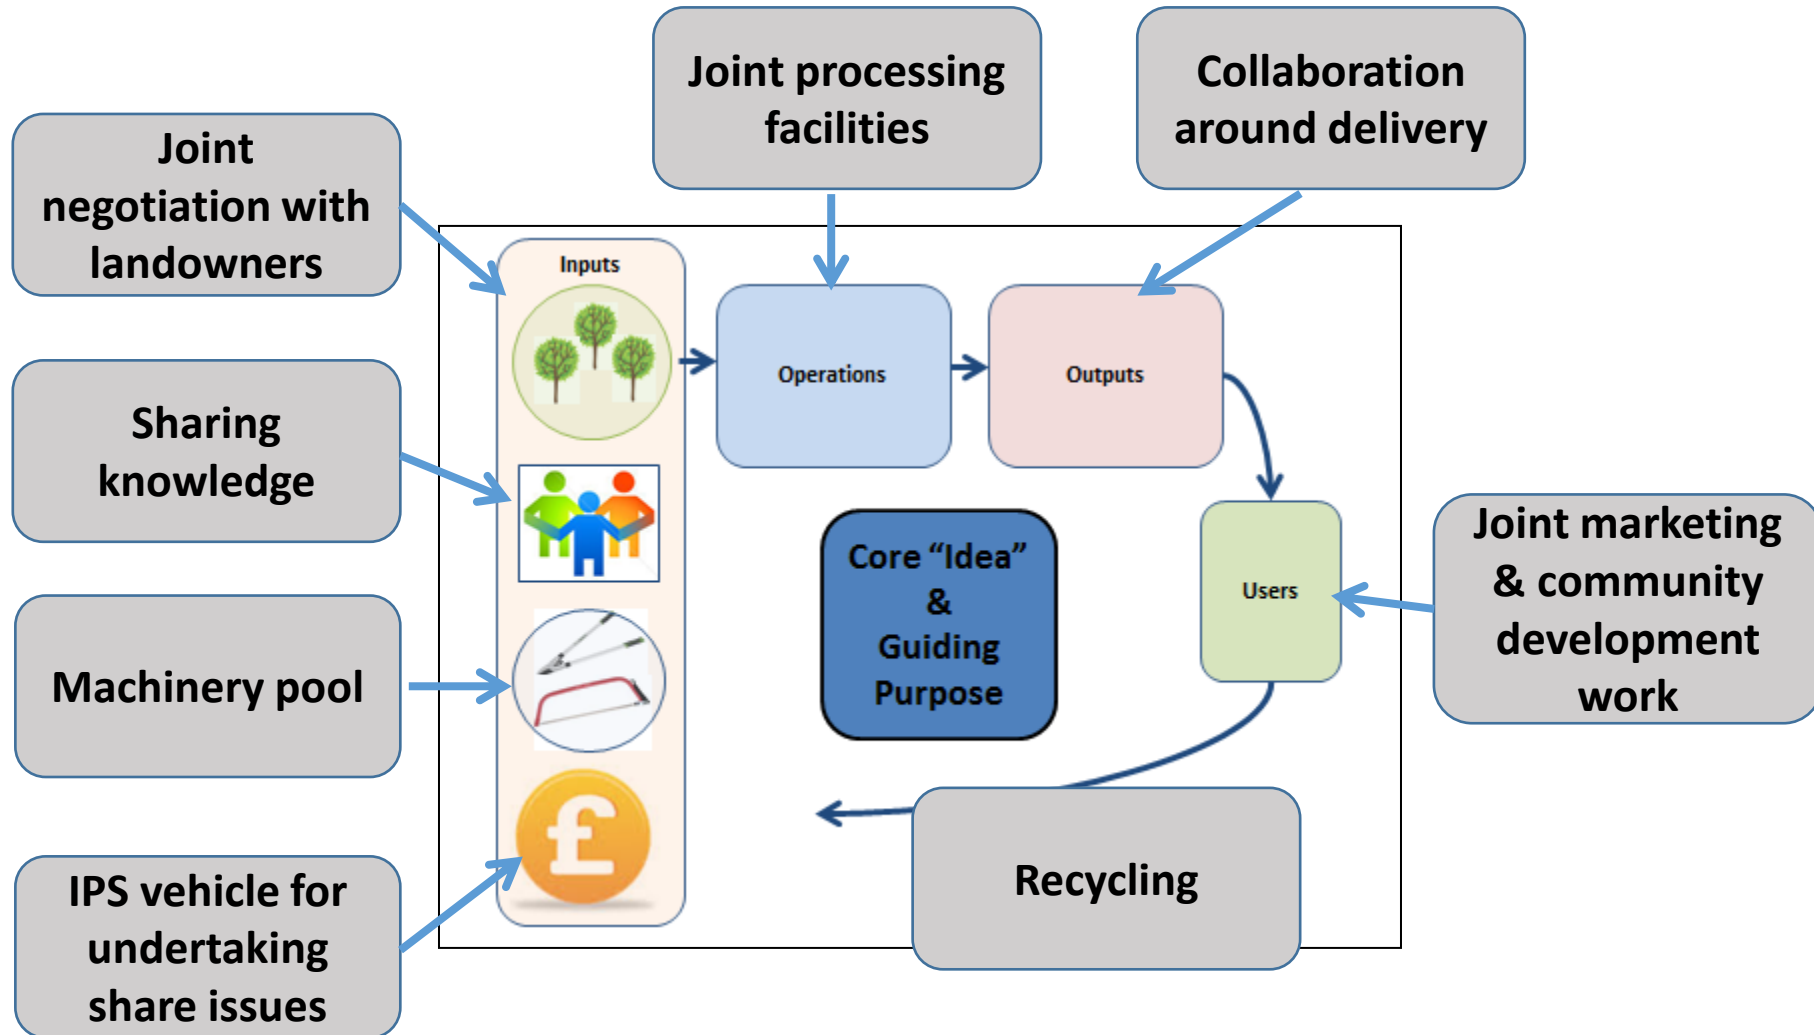 Joint processing
facilities
Collaboration
around delivery
Joint
negotiation with
landowners
Inputs
Operations
Outputs
Sharing
knowledge
Core “Idea”
&
Guiding
Purpose
Users
Joint marketing
& community
development
work
Machinery pool
£
IPS vehicle for
undertaking
share issues
Recycling